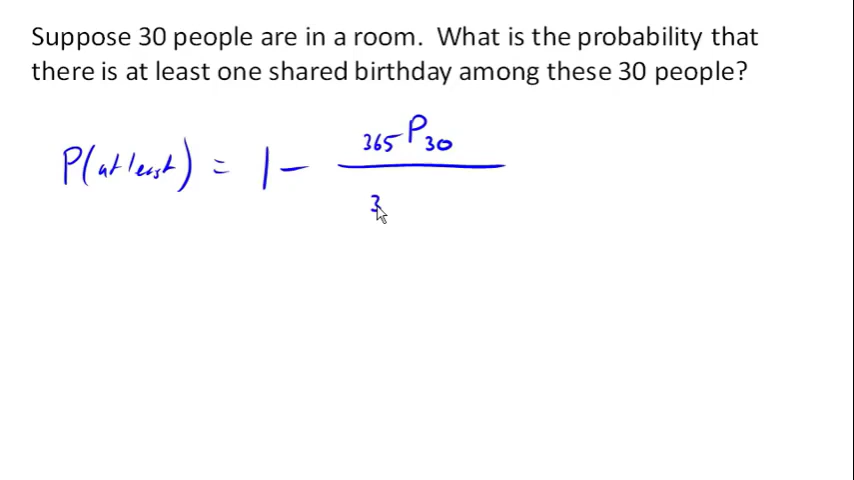 Suppose 30 people are in a room. What is the probability that
there is at least one shared birthday among these 30 people?
P(at least) = 1 - 365P30
3